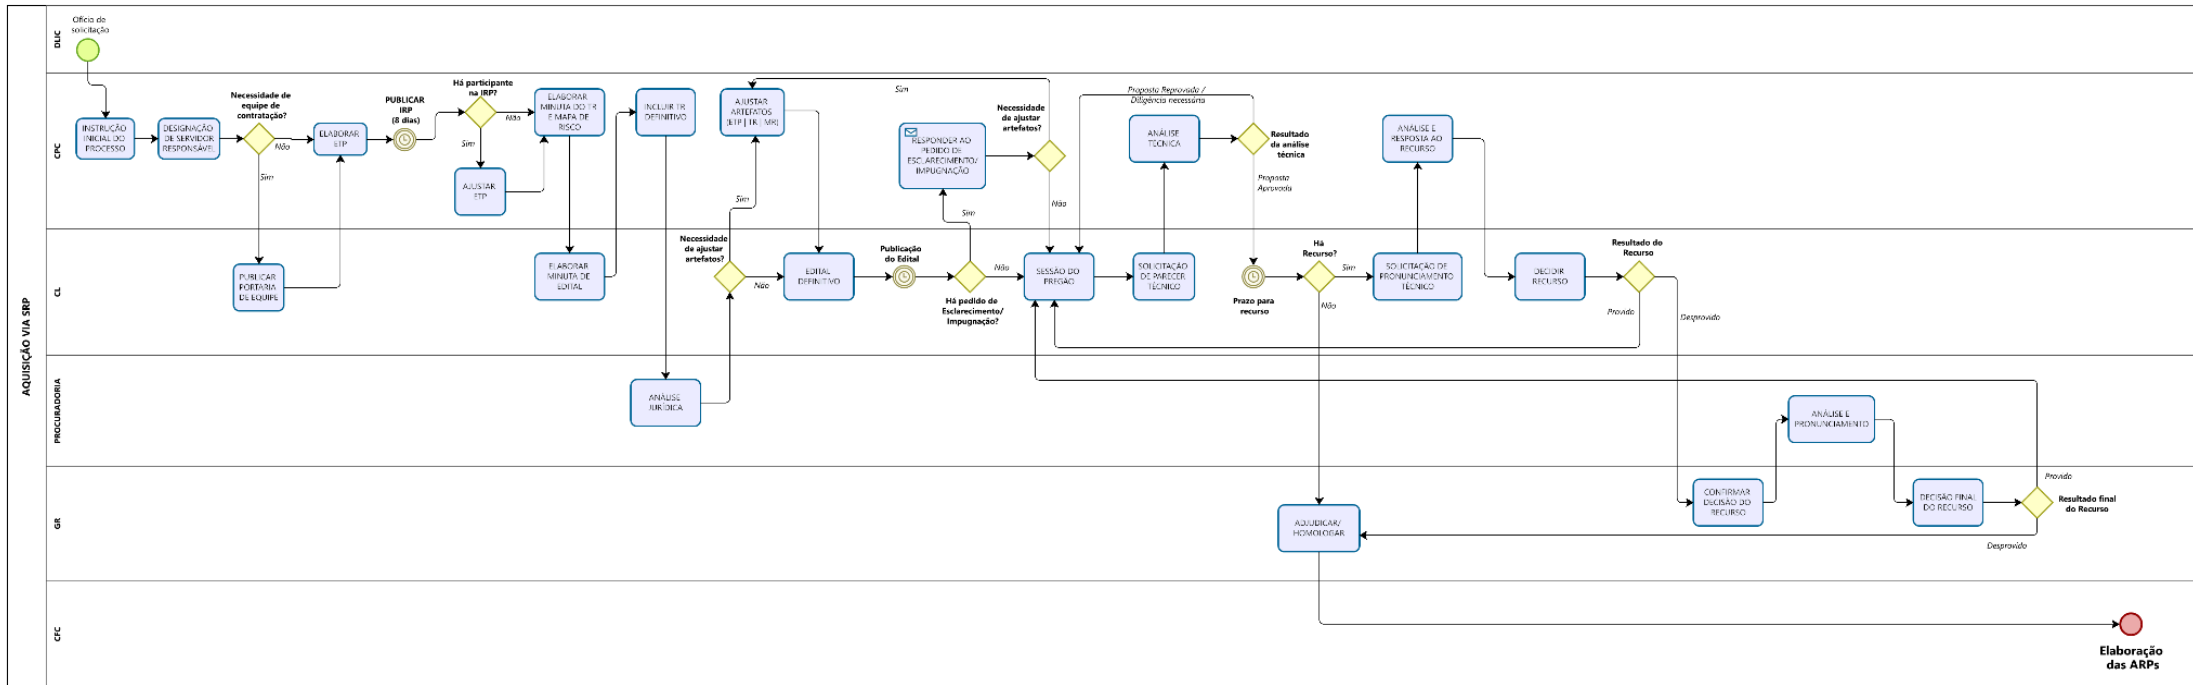 AQUISIÇÃO VIA SRP
DLIC
Ofício de
solicitação
CPC
INSTRUÇÃO
INICIAL DO
PROCESSO
DESIGNAÇÃO
DE SERVIDOR
RESPONSÁVEL
Necessidade de
equipe de
contratação?
Não
Sim
ELABORAR
ETP
PUBLICAR
IRP
(8 dias)
Há participante
na IRP?
Não
Sim
AJUSTAR
ETP
ELABORAR
MINUTA DO TR
E MAPA DE
RISCO
INCLUIR TR
DEFINITIVO
AJUSTAR
ARTEFATOS
(ETP | TR | MR)
Sim
Sim
RESPONDER AO
PEDIDO DE
ESCLARECIMENTO/
IMPUGNAÇÃO
Sim
Necessidade
de ajustar
artefatos?
Não
Proposta Reprovada /
Diligência necessária
ANÁLISE
TÉCNICA
Resultado
da análise
técnica
Proposta
Aprovada
ANÁLISE E
RESPOSTA AO
RECURSO
CL
PUBLICAR
PORTARIA
DE EQUIPE
ELABORAR
MINUTA DE
EDITAL
Necessidade
de ajustar
artefatos?
Não
EDITAL
DEFINITIVO
Publicação
do Edital
Há pedido de
Esclarecimento/
Impugnação?
Não
SESSÃO DO
PREGÃO
SOLICITAÇÃO
DE PARECER
TÉCNICO
Prazo para
recurso
Há
Recurso?
Sim
Não
SOLICITAÇÃO DE
PRONUNCIAMENTO
TÉCNICO
DECIDIR
RECURSO
Resultado do
Recurso
Provido
Desprovido
PROCURADORIA
ANÁLISE
JURÍDICA
ANÁLISE E
PRONUNCIAMENTO
GR
ADJUDICAR/
HOMOLOGAR
CONFIRMAR
DECISÃO DO
RECURSO
DECISÃO FINAL
DO RECURSO
Provido
Resultado final
do Recurso
Desprovido
CFC
Elaboração
das ARPs